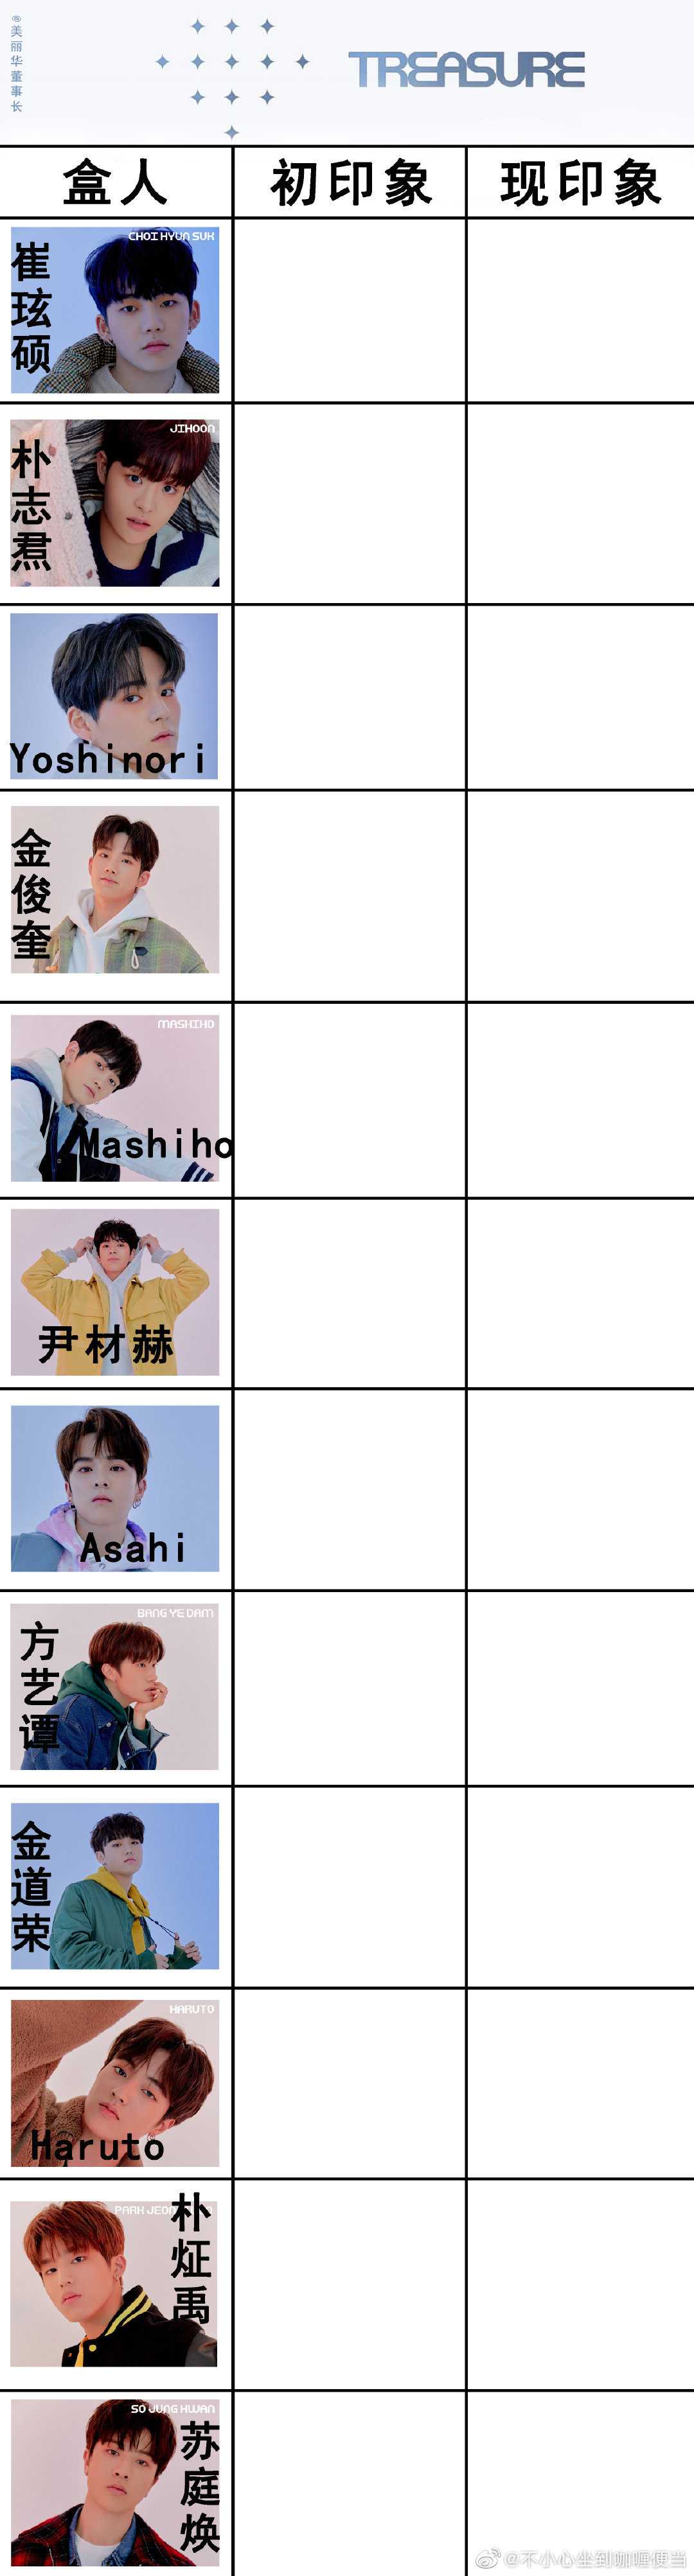 @美丽华董事长
TREASURE
盒人
初印象
现印象
CHOI HYUN SUK
崔玹硕
JIHOON
朴志焄
Yoshinori
金俊奎
MASHIHO
Mashiho
尹材赫
Asahi
BANG YE DAM
方艺谭
金道荣
HARUTO
Haruto
PARK JEO
朴炡禹
SO JUNG HWAN
苏庭焕
@不小心坐到咖喱便当